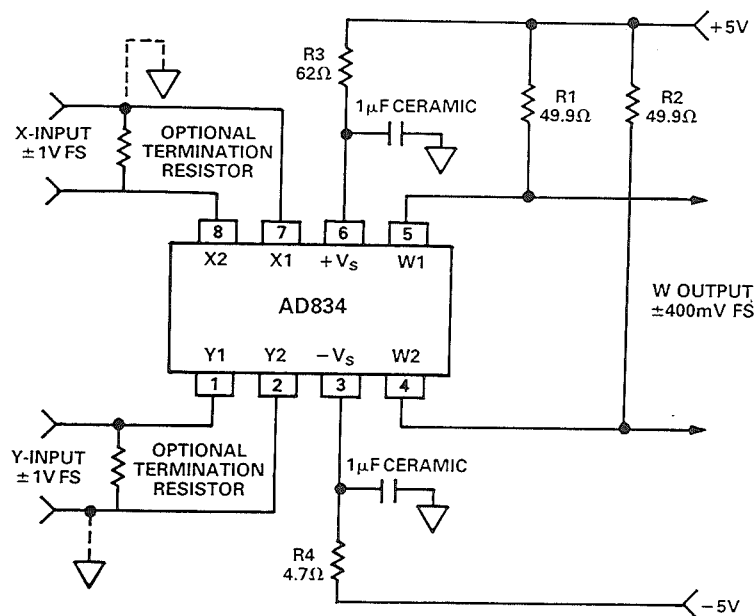 +5V
R3
62Ω
1μF CERAMIC
R1
49.9Ω
R2
49.9Ω
X-INPUT
±1V FS
OPTIONAL
TERMINATION
RESISTOR
8
7
6
5
X2
X1
+VS
W1
AD834
W OUTPUT
±400mV FS
Y1
Y2
−VS
W2
1
2
3
4
Y-INPUT
±1V FS
OPTIONAL
TERMINATION
RESISTOR
1μF CERAMIC
R4
4.7Ω
−5V